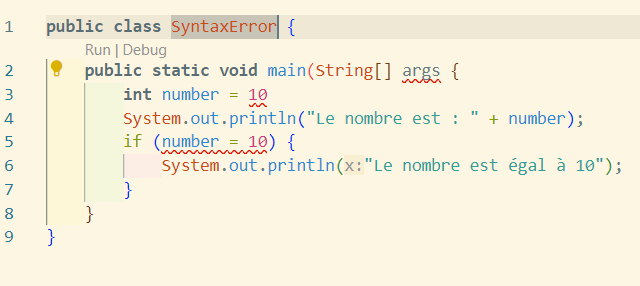 1 public class SyntaxError {
Run | Debug
2 public static void main(String[] args {
3 int number = 10
4 System.out.println("Le nombre est : " + number);
5 if (number = 10) {
6 System.out.println(x:"Le nombre est égal à 10");
7 }
8 }
9 }